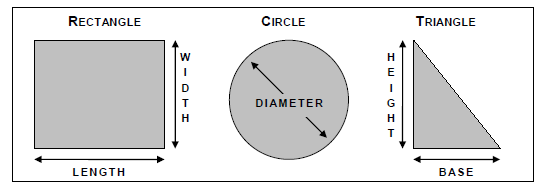 RECTANGLE
CIRCLE
TRIANGLE
WIDTH
DIAMETER
HEIGHT
LENGTH
BASE